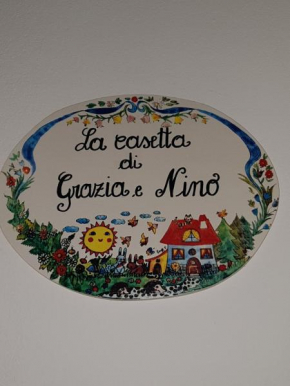 La casetta
di
Grazia e Nino